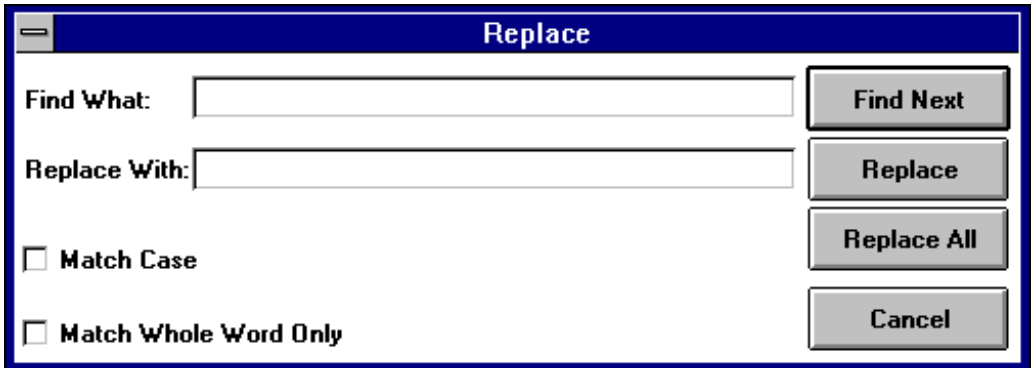 Replace
Find What:
Find Next
Replace With:
Replace
Replace All
Match Case
Cancel
Match Whole Word Only